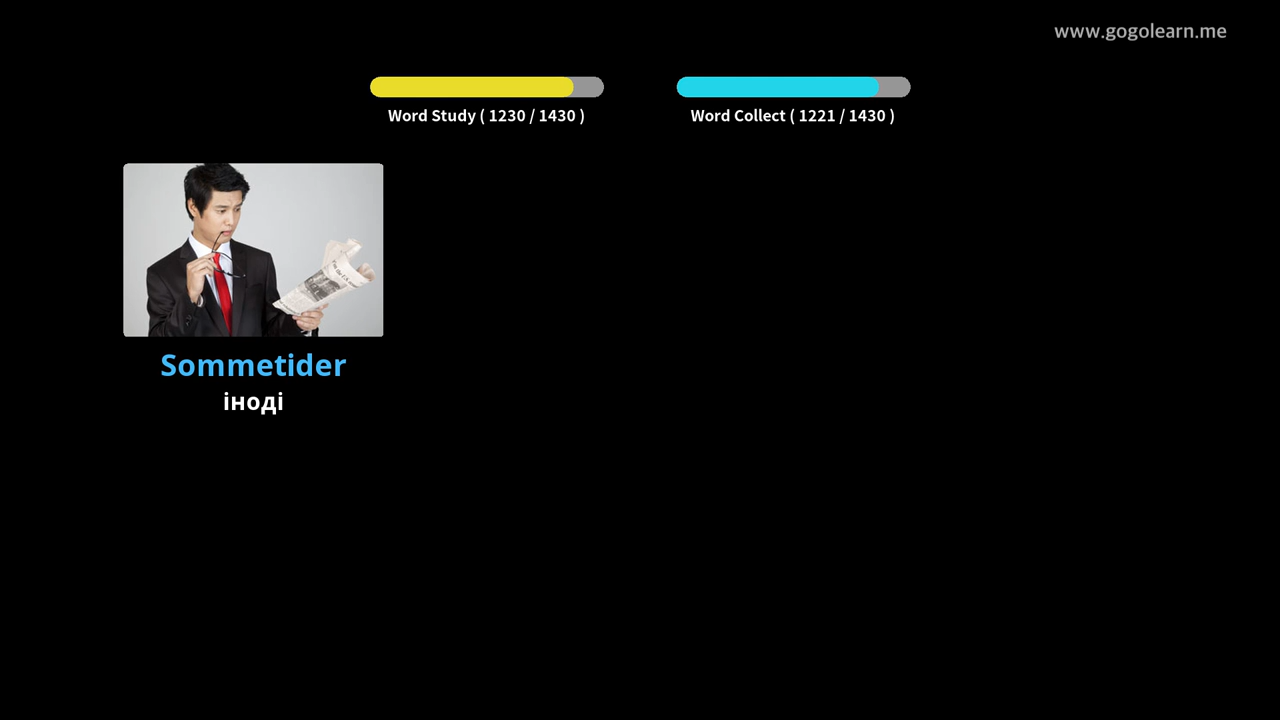 www.gogolearn.me
Word Study ( 1230 / 1430 )
Word Collect ( 1221 / 1430 )
Sommetider
іноді